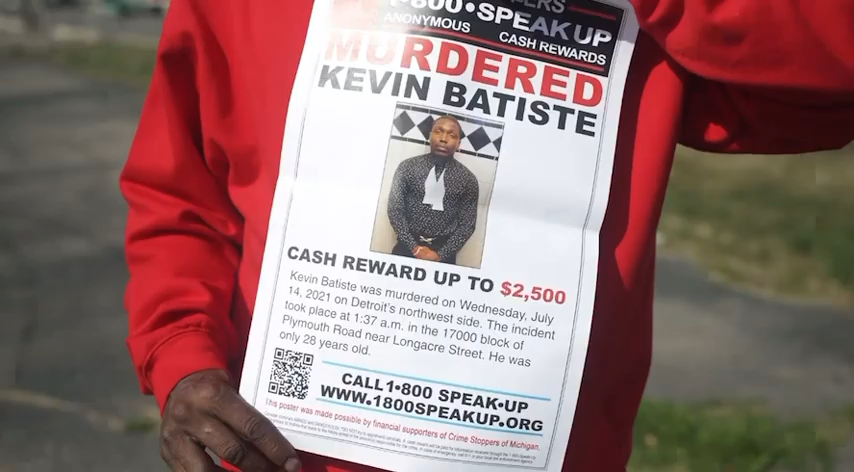 1-800•SPEAK UP
ANONYMOUS CASH REWARDS
MURDERED
KEVIN BATISTE
CASH REWARD UP TO $2,500
Kevin Batiste was murdered on Wednesday, July
14, 2021 on Detroit's northwest side. The incident
took place at 1:37 a.m. in the 17000 block of
Plymouth Road near Longacre Street. He was
only 28 years old.
CALL 1•800 SPEAK•UP
WWW.1800SPEAKUP.ORG
This poster was made possible by financial supporters of Crime Stoppers of Michigan.